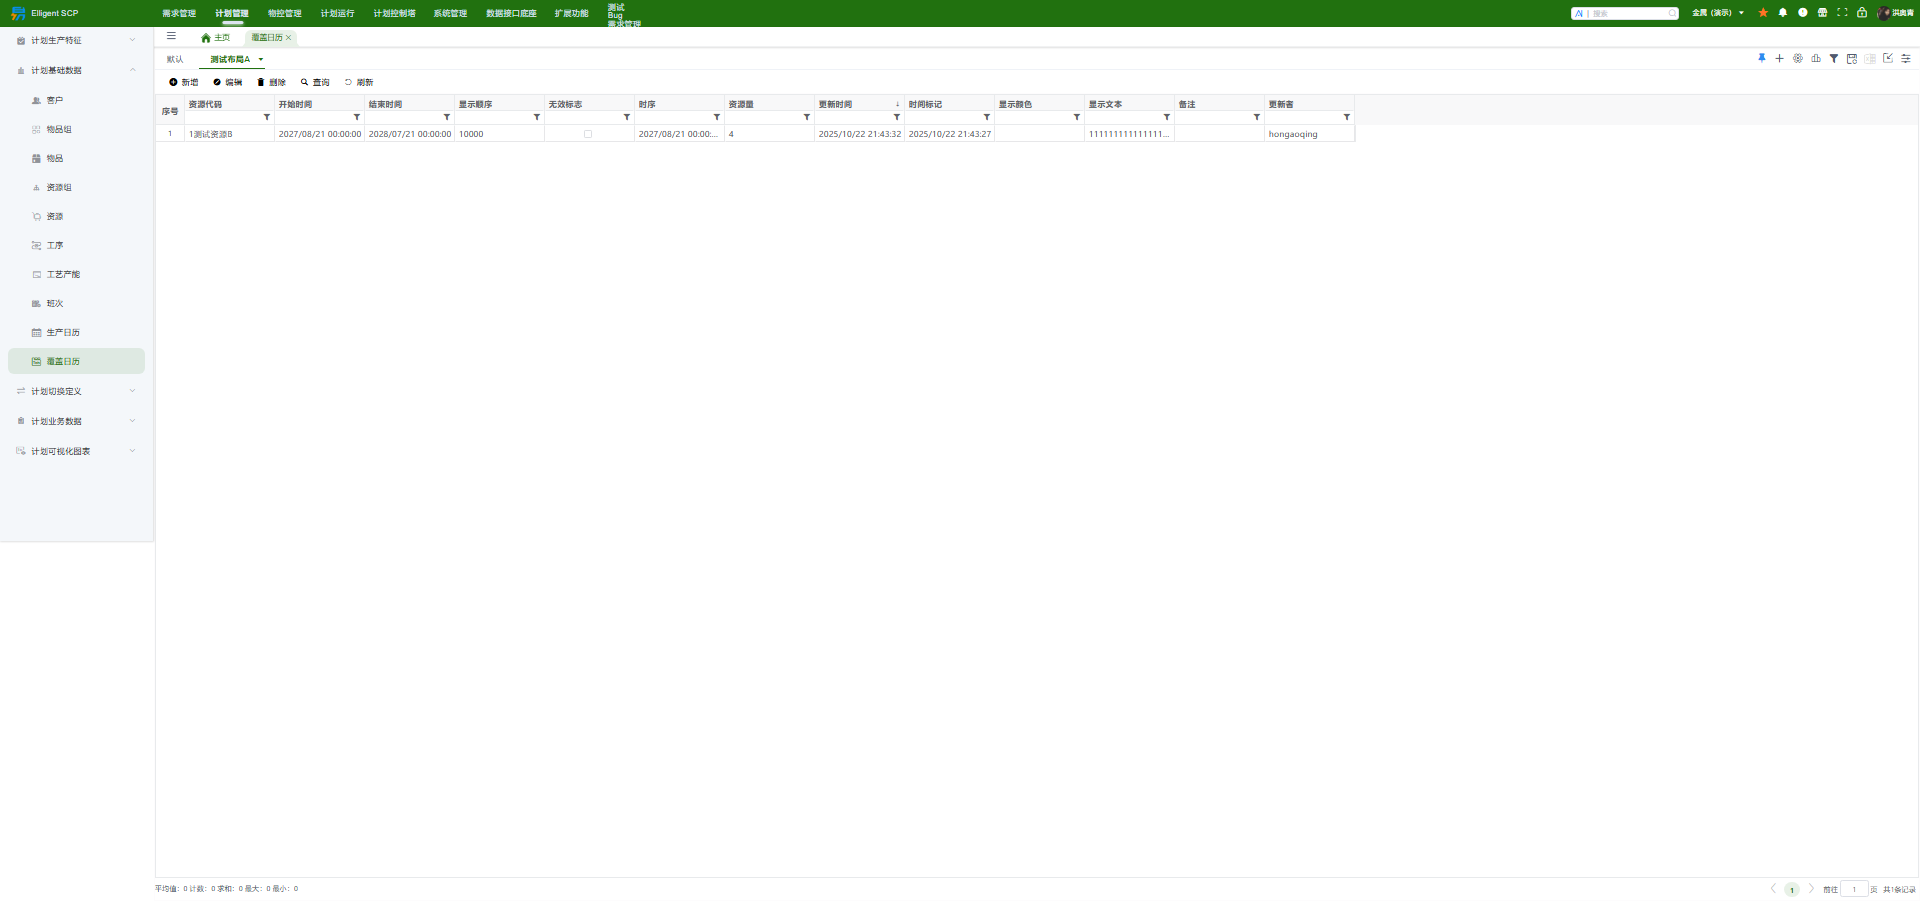 Elligent SCP
需求管理
计划管理
物控管理
计划运行
计划控制塔
系统管理
数据接口底座
扩展功能
测试
Bug
需求管理
AI | 搜索
金属（演示）
洪奥青
计划生产特征
计划基础数据
客户
物品组
物品
资源组
资源
工序
工艺产能
班次
生产日历
覆盖日历
计划切换定义
计划业务数据
计划可视化图表
主页
覆盖日历
默认
测试布局A
新增 编辑 删除 查询 刷新
序号 资源代码 开始时间 结束时间 显示顺序 无效标志 时序 资源量 更新时间 ↓ 时间标记 显示颜色 显示文本 备注 更新者
1 1测试资源B 2027/08/21 00:00:00 2028/07/21 00:00:00 10000 2027/08/21 00:00:... 4 2025/10/22 21:43:32 2025/10/22 21:43:27 111111111111111... hongaoqing
平均值：0 计数：0 求和：0 最大：0 最小：0
1 前往 1 页 共1条记录